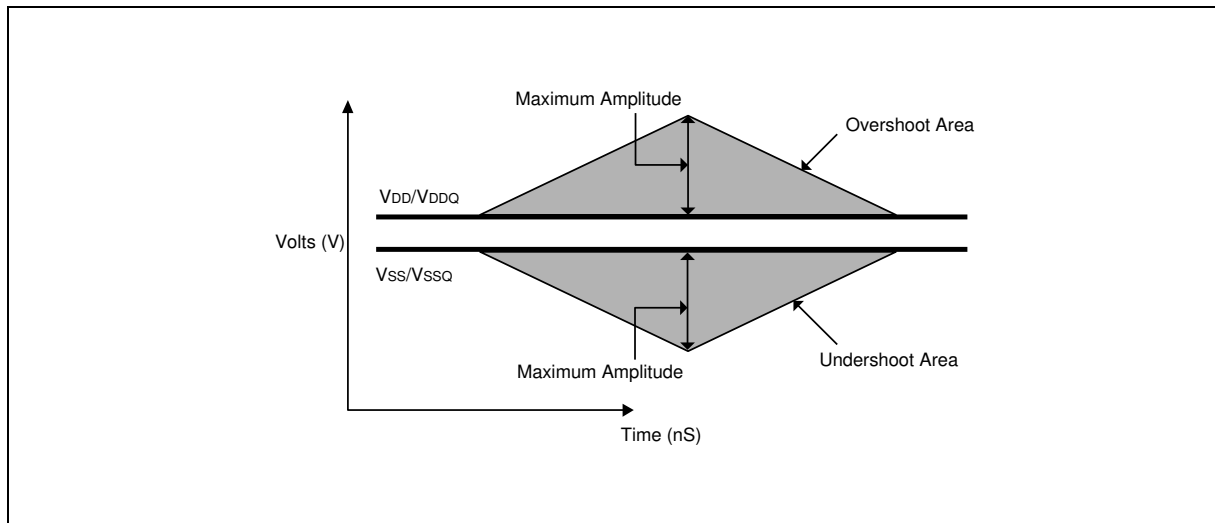 Maximum Amplitude
Overshoot Area
VDD/VDDQ
Volts (V)
VSS/VSSQ
Maximum Amplitude
Undershoot Area
Time (nS)